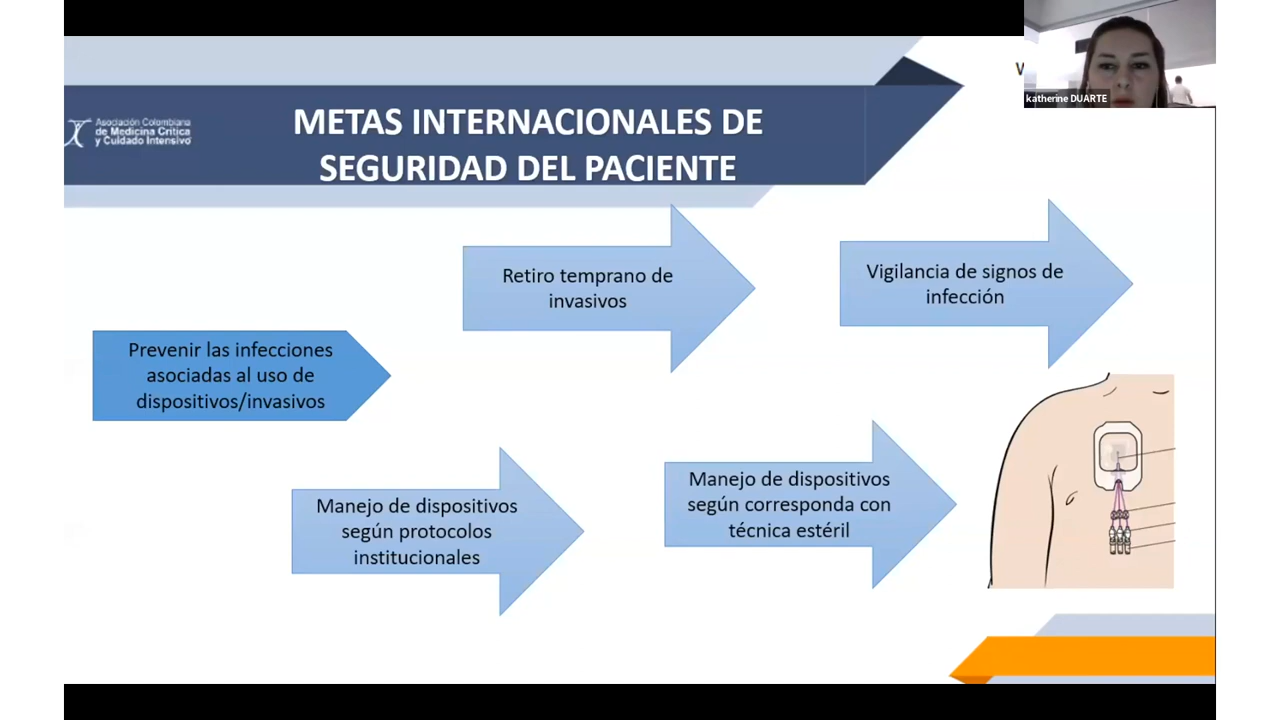 Asociación Colombiana
de Medicina Crítica
y Cuidado Intensivo
METAS INTERNACIONALES DE
SEGURIDAD DEL PACIENTE
katherine DUARTE
Retiro temprano de
invasivos
Vigilancia de signos de
infección
Prevenir las infecciones
asociadas al uso de
dispositivos/invasivos
Manejo de dispositivos
según protocolos
institucionales
Manejo de dispositivos
según corresponda con
técnica estéril